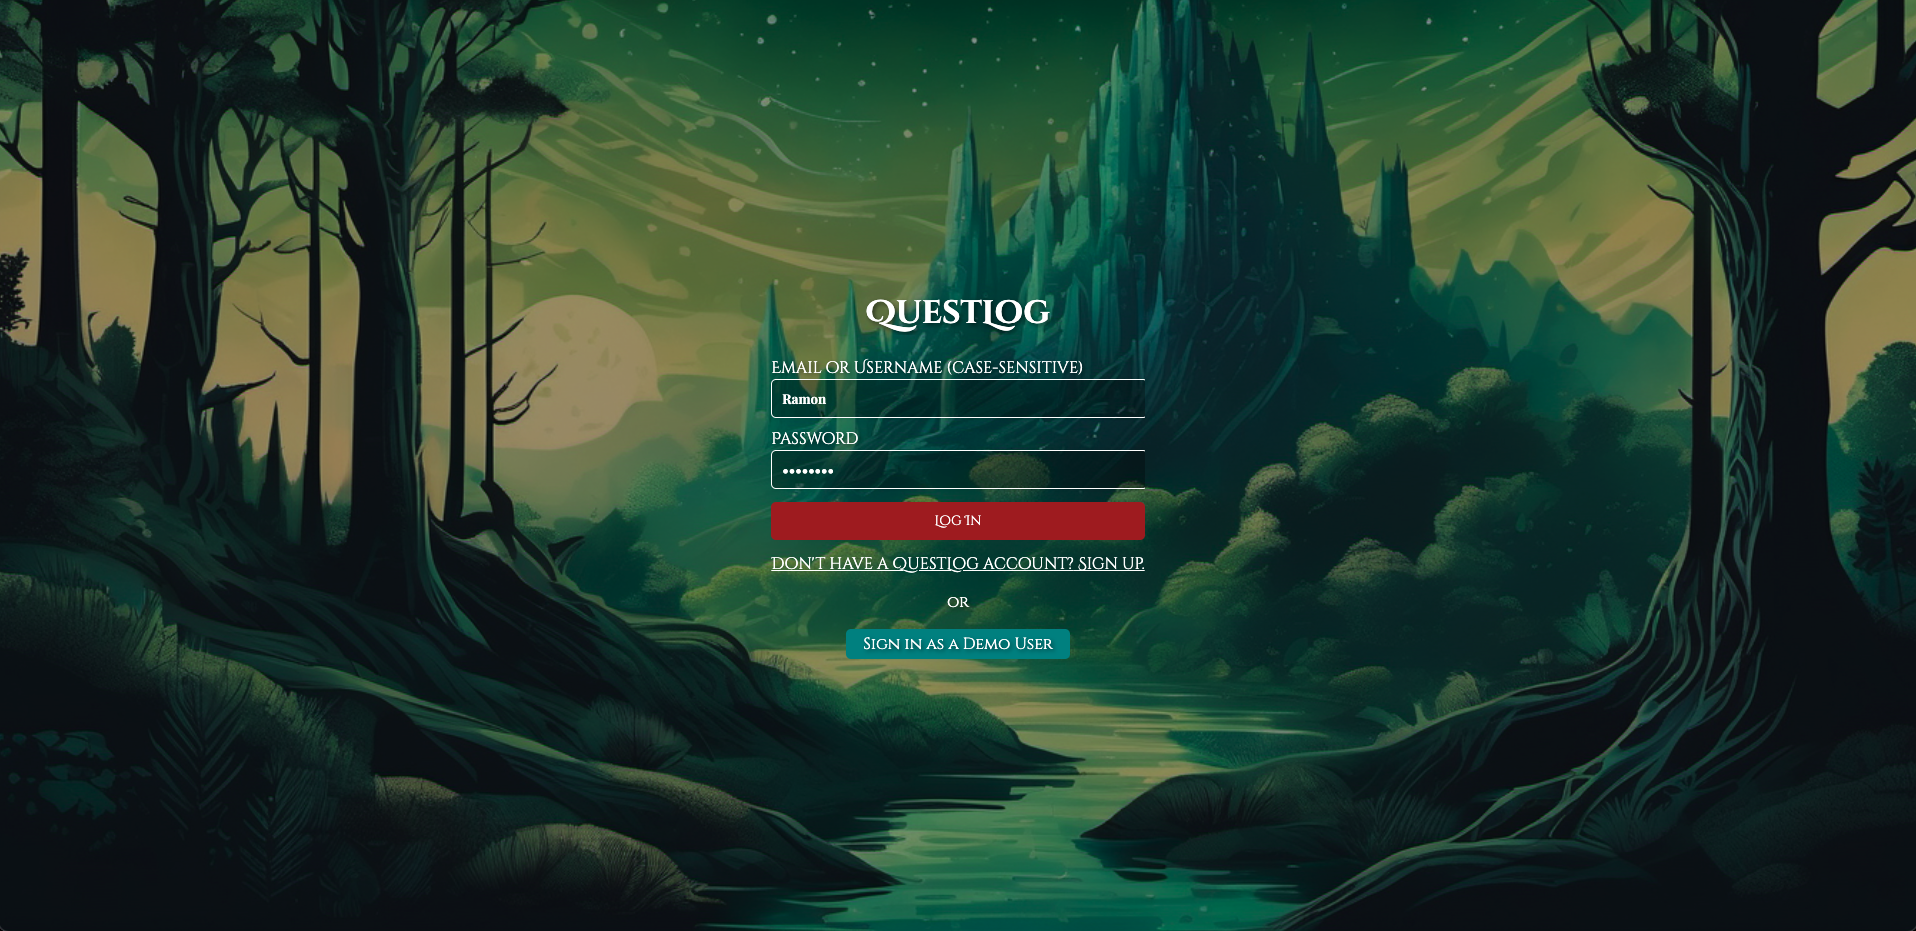 QuestLog
Email or Username (case-sensitive)
Ramon
Password
••••••••
Log In
Don't have a QuestLog account? Sign up.
or
Sign in as a Demo User